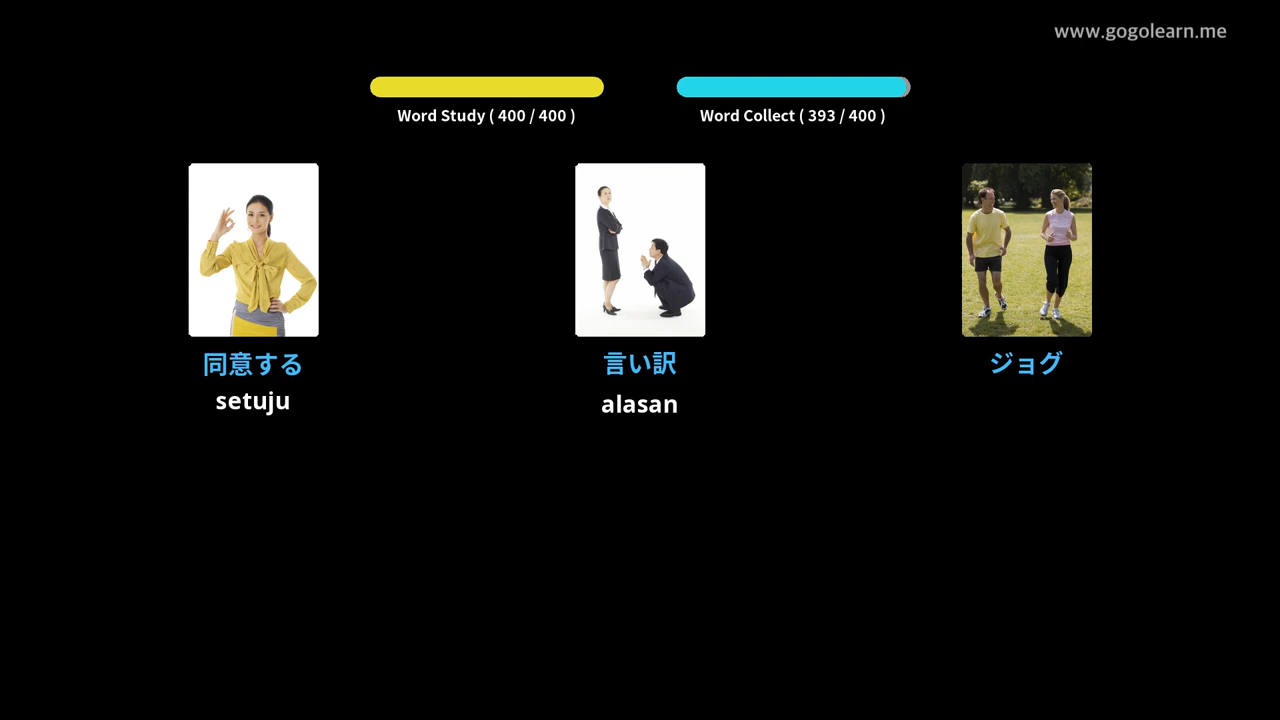 www.gogolearn.me
Word Study ( 400 / 400 )
Word Collect ( 393 / 400 )
同意する
言い訳
ジョグ
setuju
alasan